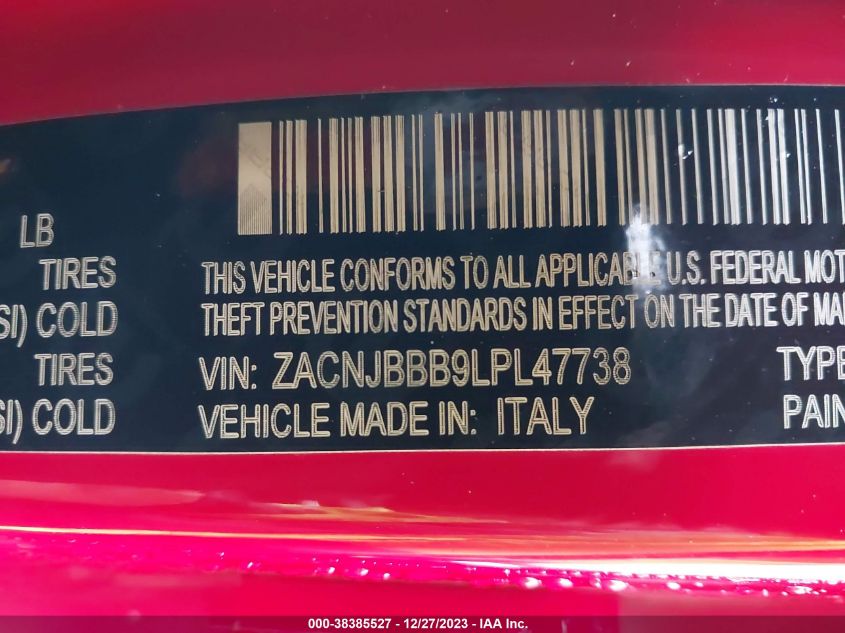 LB
TIRES
SI) COLD
TIRES
SI) COLD
THIS VEHICLE CONFORMS TO ALL APPLICABLE U.S. FEDERAL MOT
THEFT PREVENTION STANDARDS IN EFFECT ON THE DATE OF MA
VIN: ZACNJBBB9LPL47738
TYPE
VEHICLE MADE IN: ITALY
PAIN
000-38385527 - 12/27/2023 - IAA Inc.